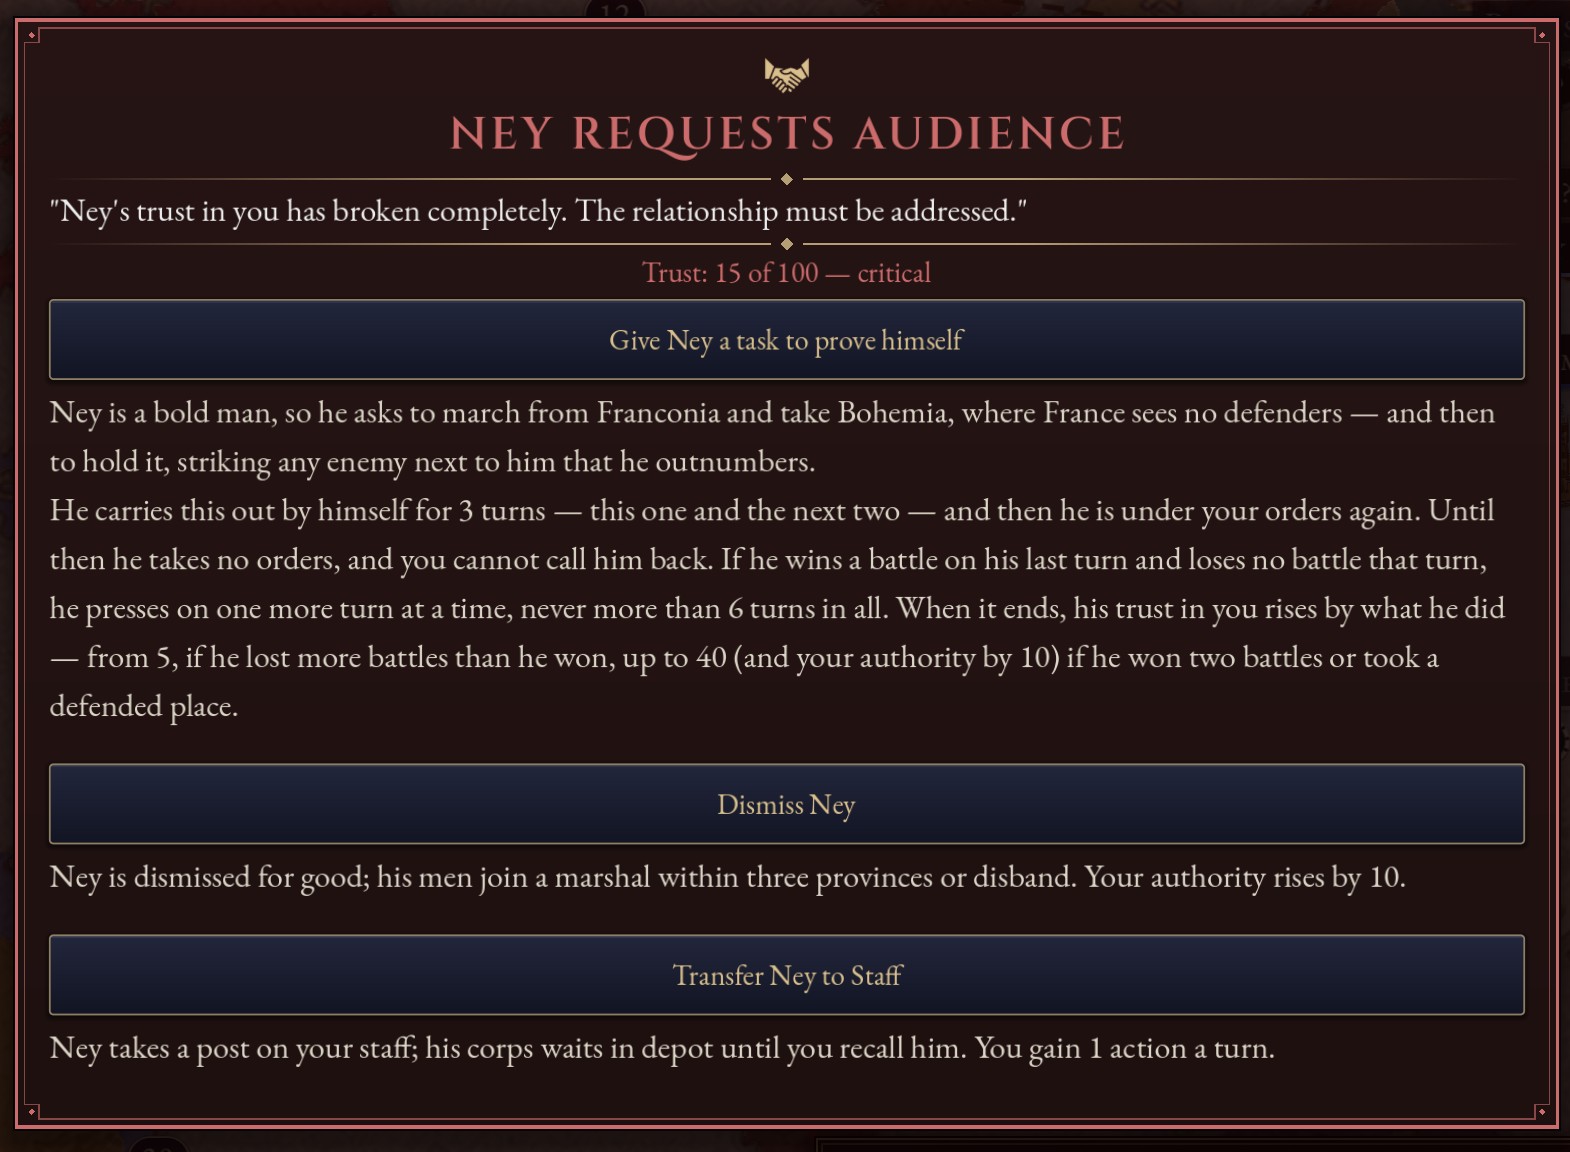 NEY REQUESTS AUDIENCE
"Ney's trust in you has broken completely. The relationship must be addressed."
Trust: 15 of 100 — critical
Give Ney a task to prove himself
Ney is a bold man, so he asks to march from Franconia and take Bohemia, where France sees no defenders — and then
to hold it, striking any enemy next to him that he outnumbers.
He carries this out by himself for 3 turns — this one and the next two — and then he is under your orders again. Until
then he takes no orders, and you cannot call him back. If he wins a battle on his last turn and loses no battle that turn,
he presses on one more turn at a time, never more than 6 turns in all. When it ends, his trust in you rises by what he did
— from 5, if he lost more battles than he won, up to 40 (and your authority by 10) if he won two battles or took a
defended place.
Dismiss Ney
Ney is dismissed for good; his men join a marshal within three provinces or disband. Your authority rises by 10.
Transfer Ney to Staff
Ney takes a post on your staff; his corps waits in depot until you recall him. You gain 1 action a turn.